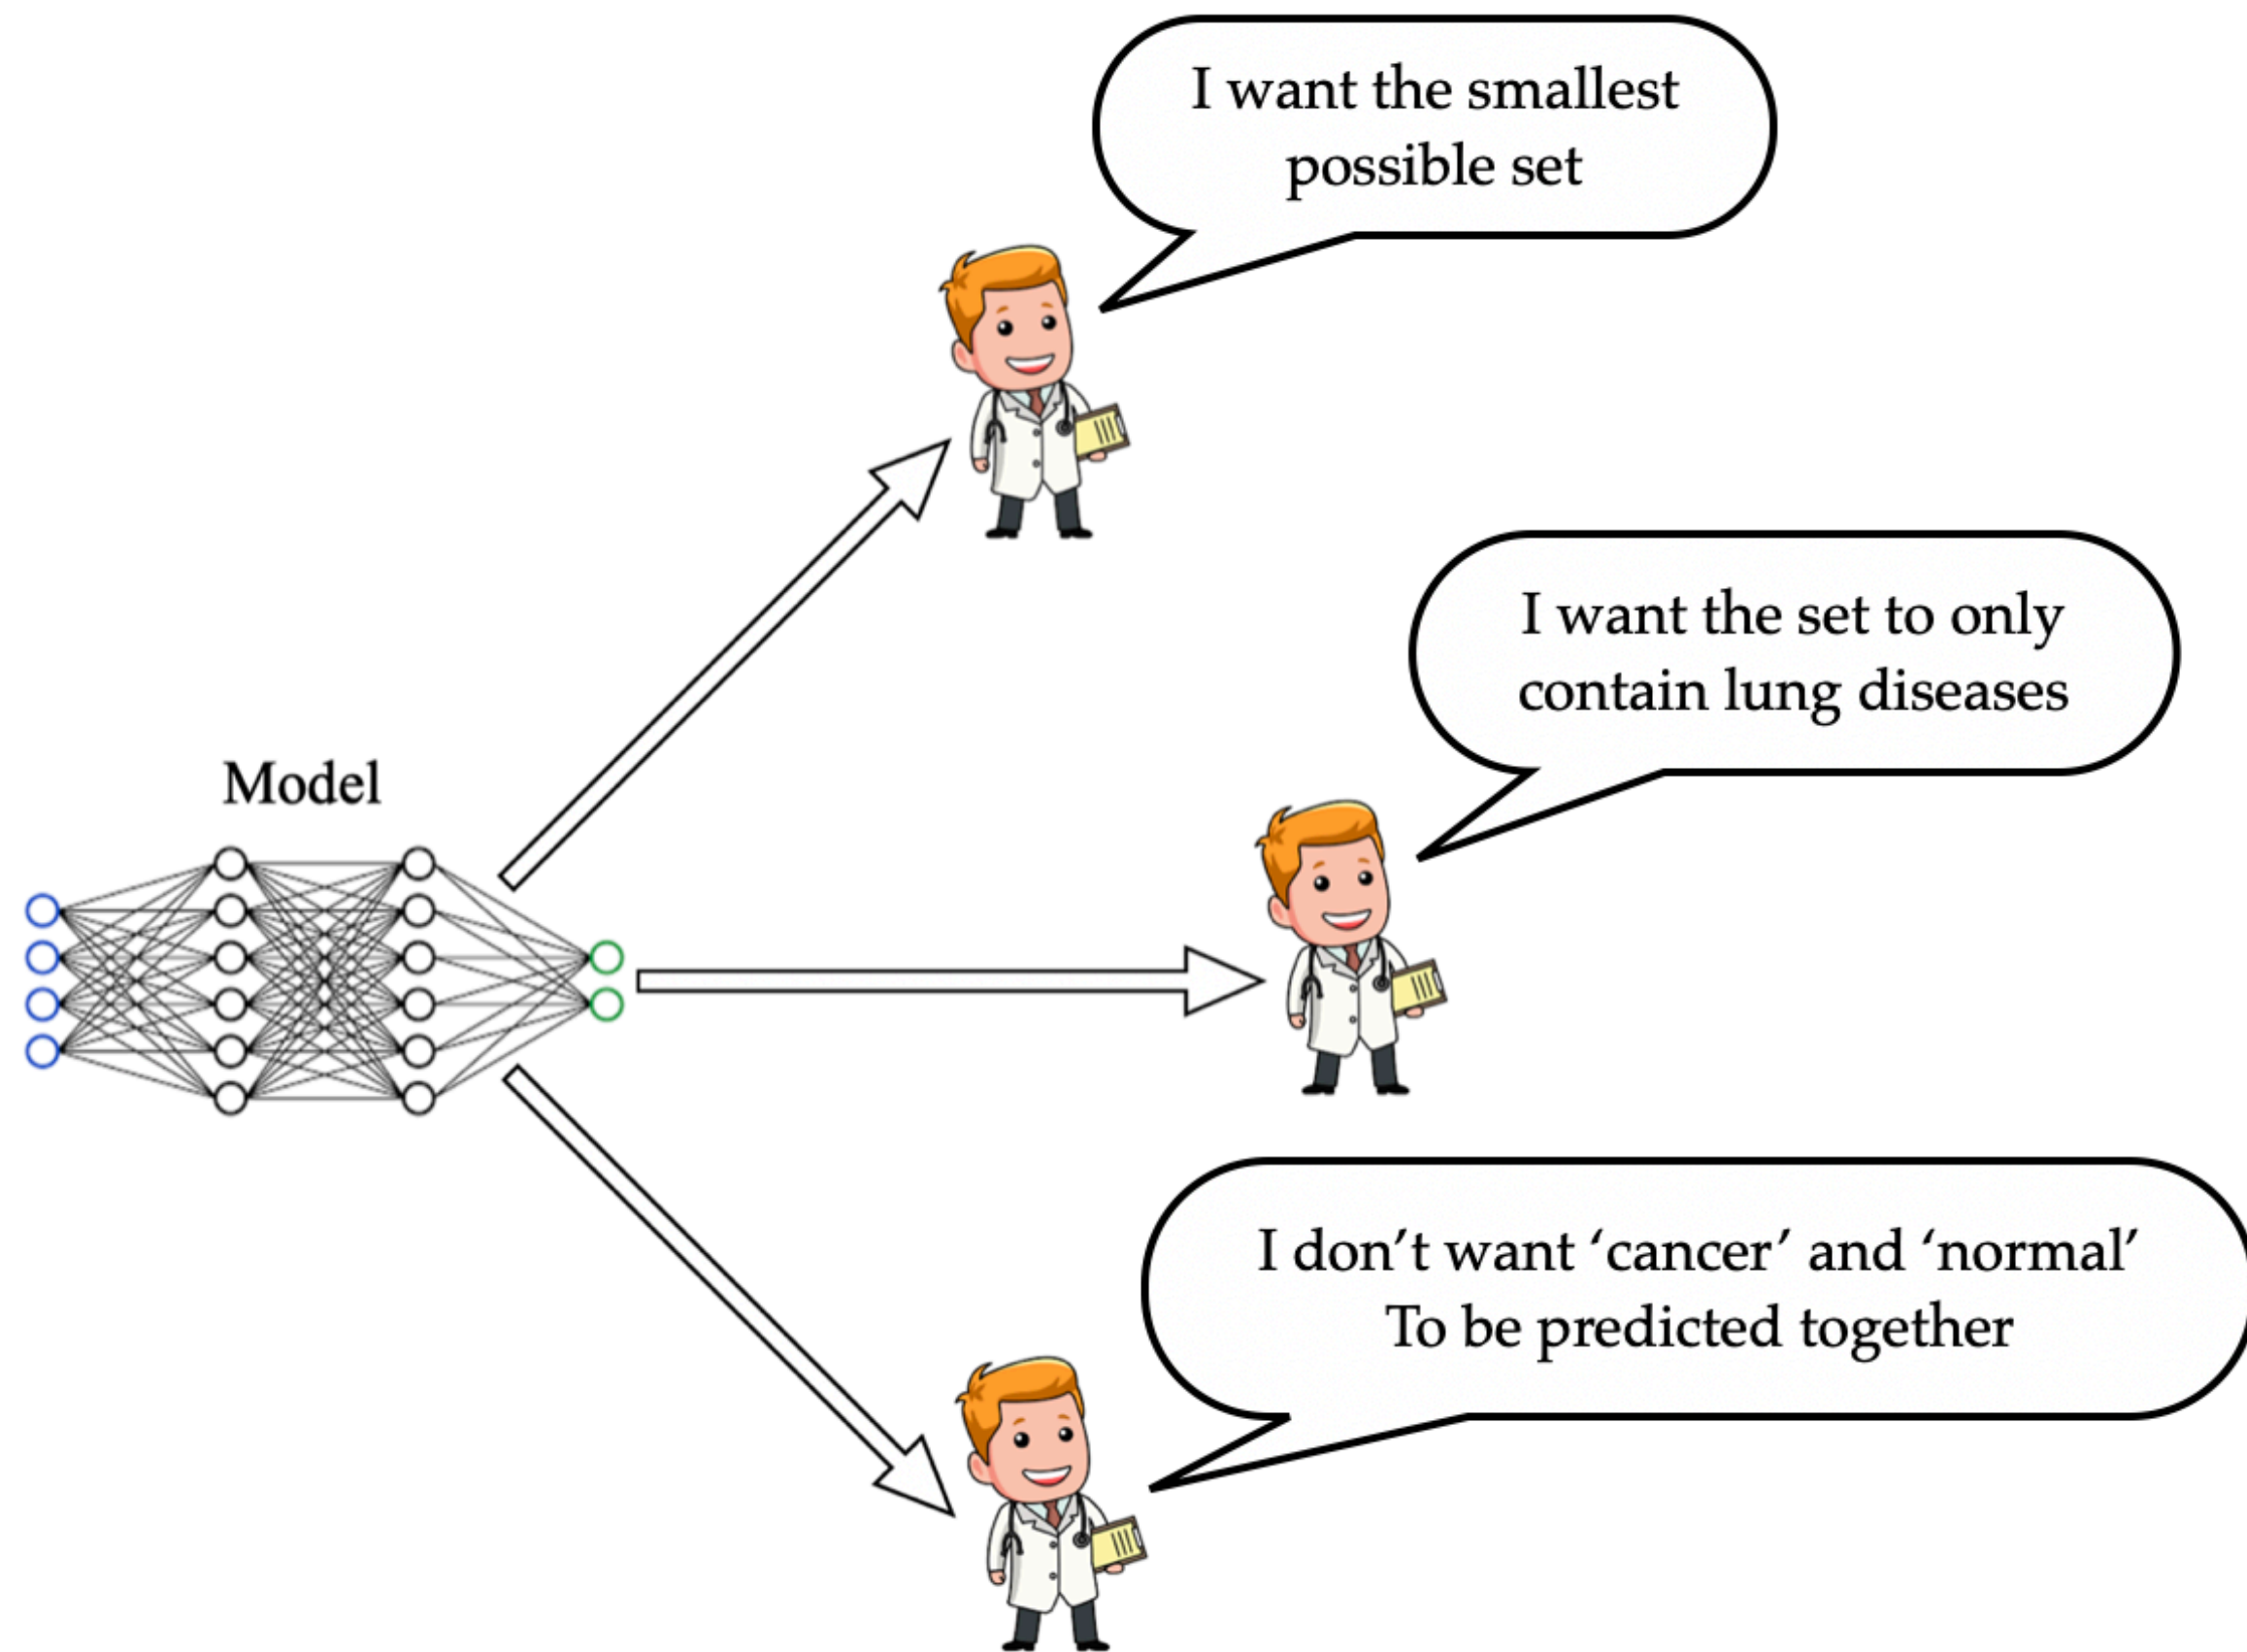 I want the smallest
possible set
I want the set to only
contain lung diseases
Model
I don’t want ‘cancer’ and ‘normal’
To be predicted together